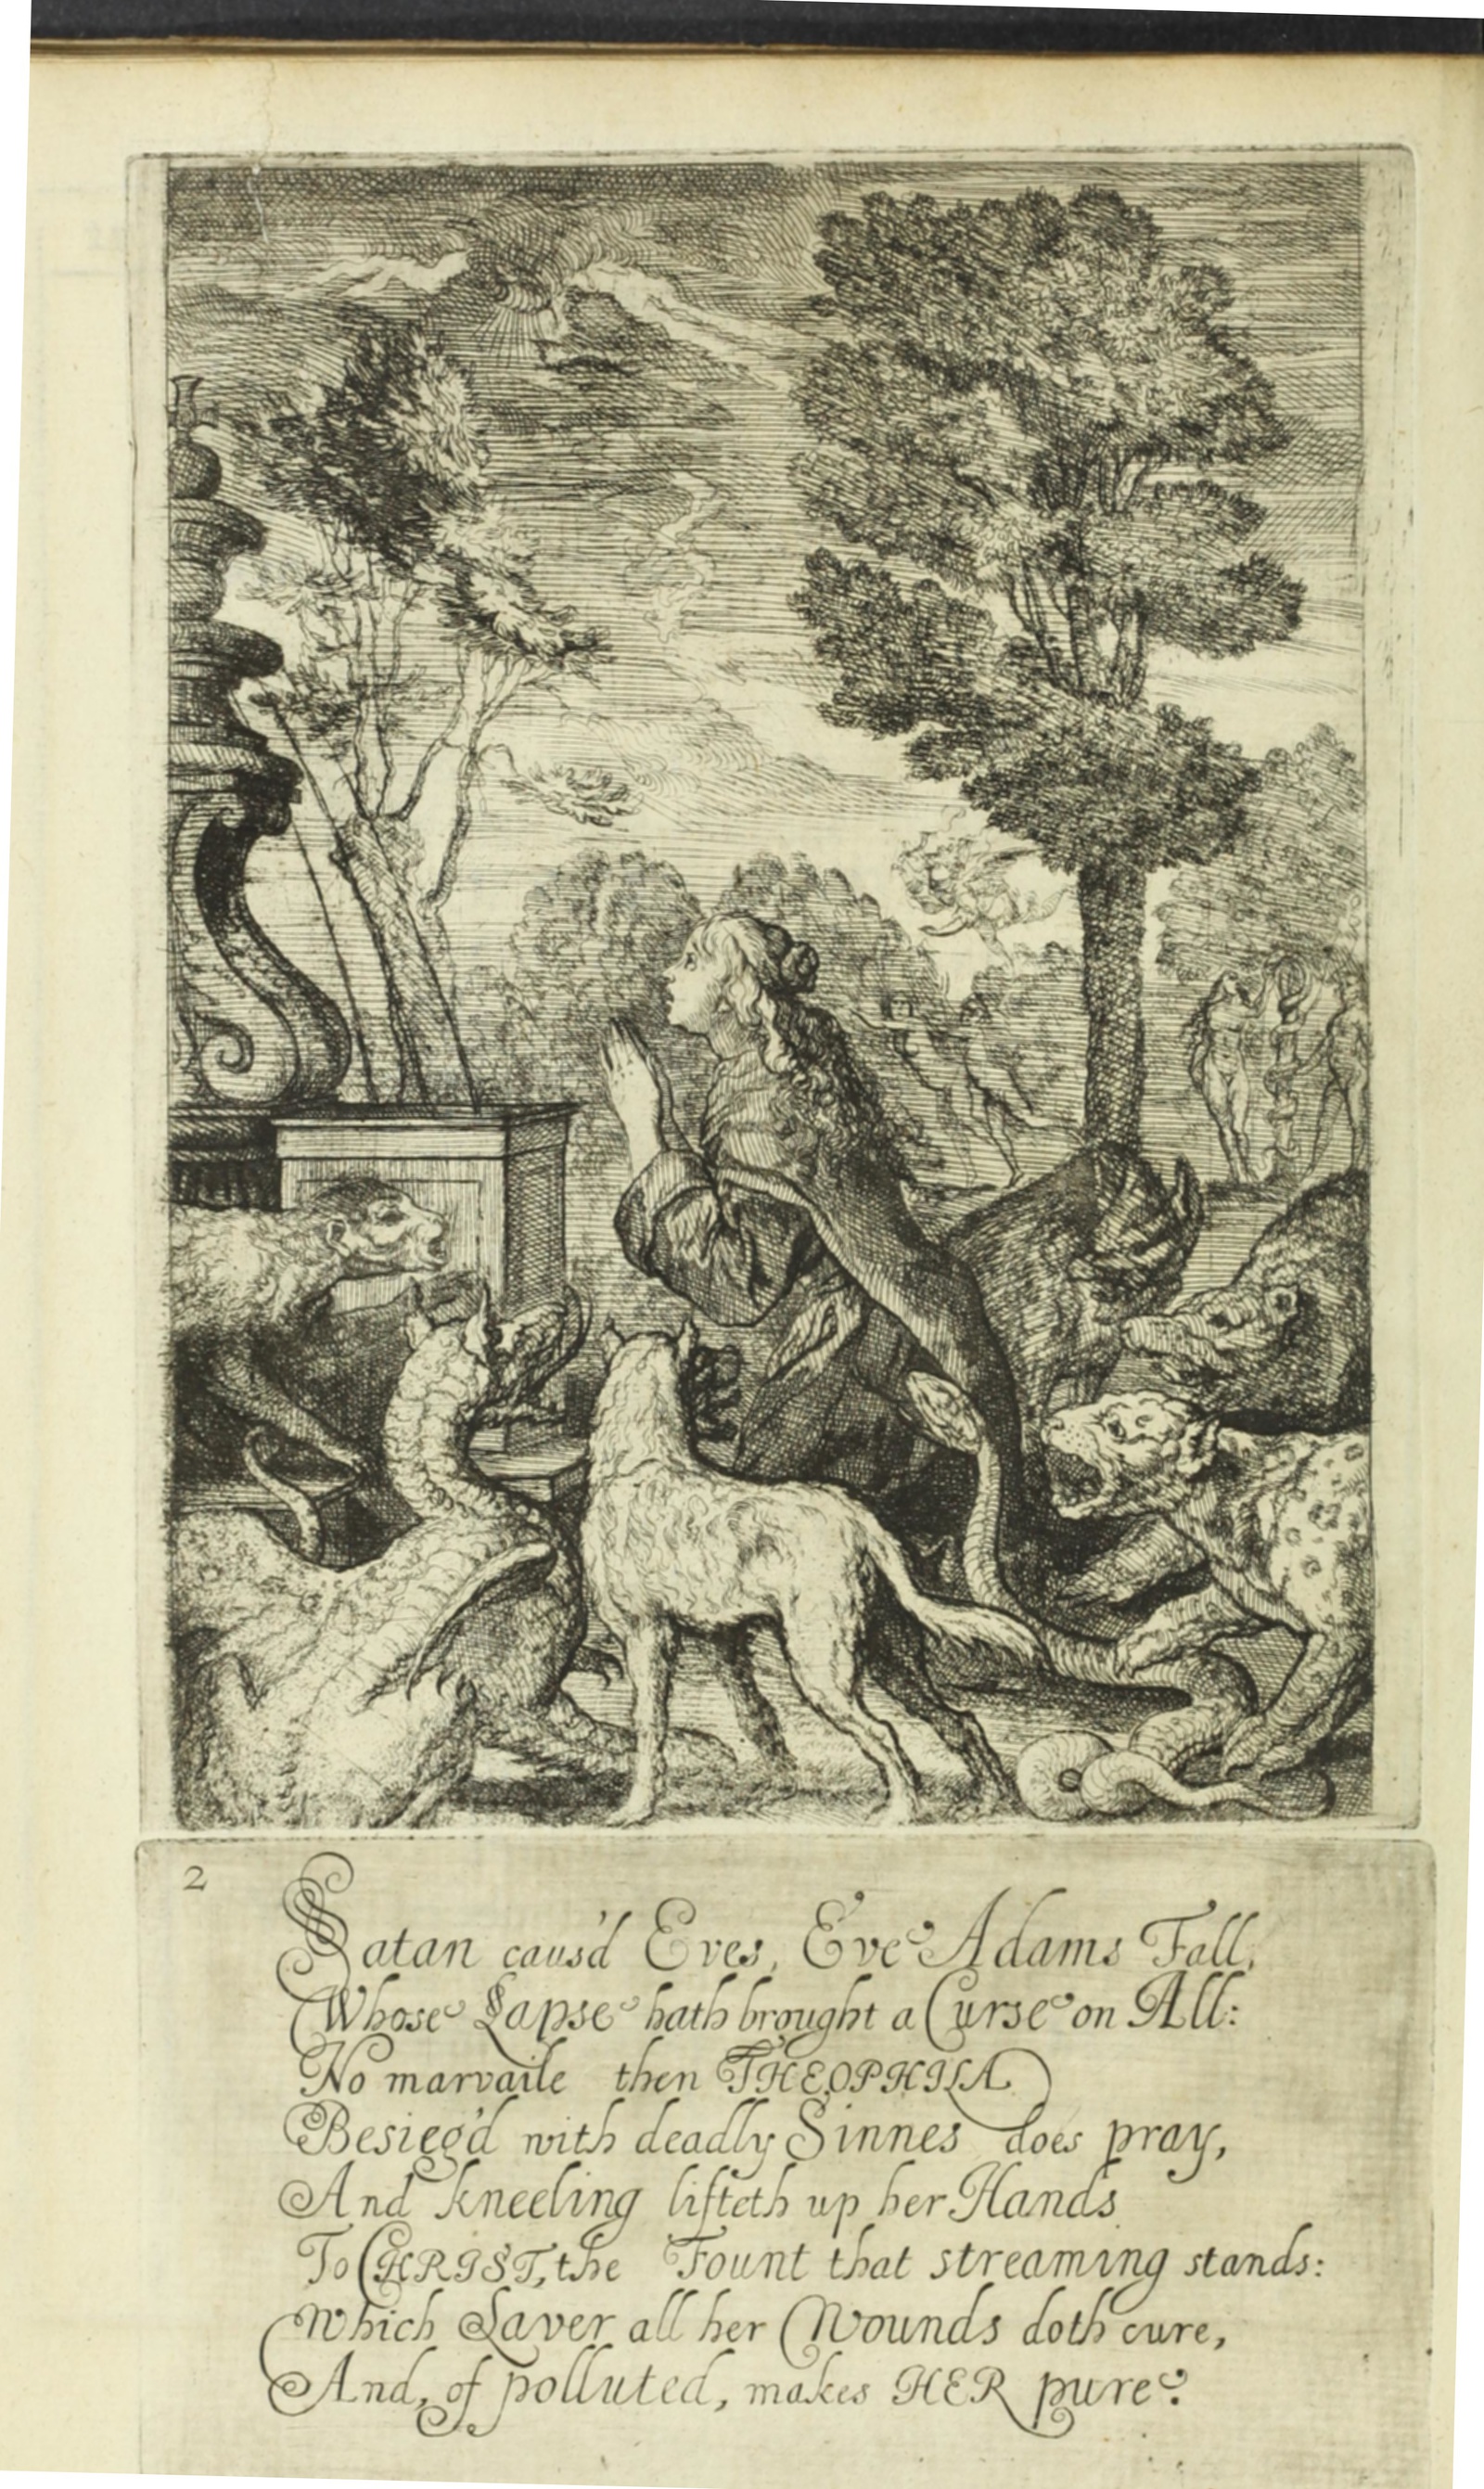 2
Satan caus'd Eves, Eve Adams Fall,
Whose Lapse hath brought a Curse on All:
No marvaile then THEOPHILA
Besieg'd with deadly Sinnes does pray,
And kneeling lifteth up her Hands
To CHRIST, the Fount that streaming stands:
Which Laver all her Wounds doth cure,
And, of polluted, makes HER pure.